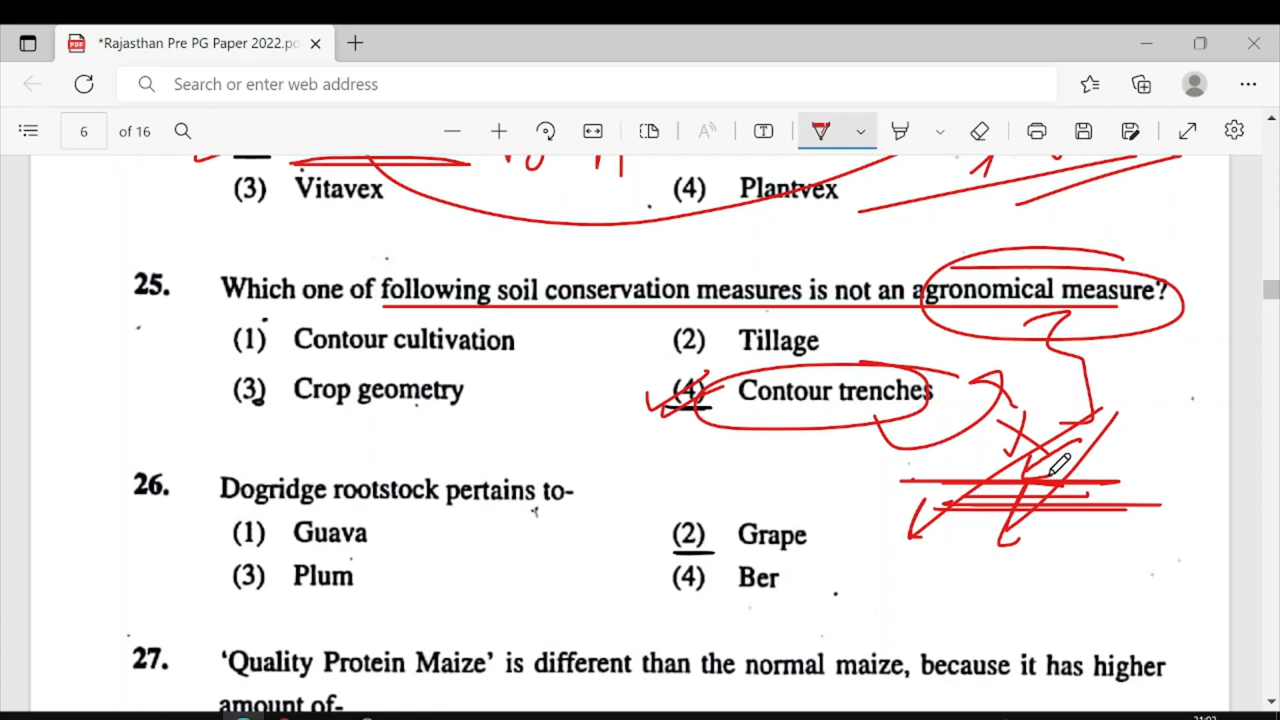 *Rajasthan Pre PG Paper 2022.pd
Search or enter web address
6 of 16
(3) Vitavex (4) Plantvex
25. Which one of following soil conservation measures is not an agronomical measure?
(1) Contour cultivation (2) Tillage
(3) Crop geometry (4) Contour trenches
26. Dogridge rootstock pertains to-
(1) Guava (2) Grape
(3) Plum (4) Ber
27. ‘Quality Protein Maize’ is different than the normal maize, because it has higher
amount of-